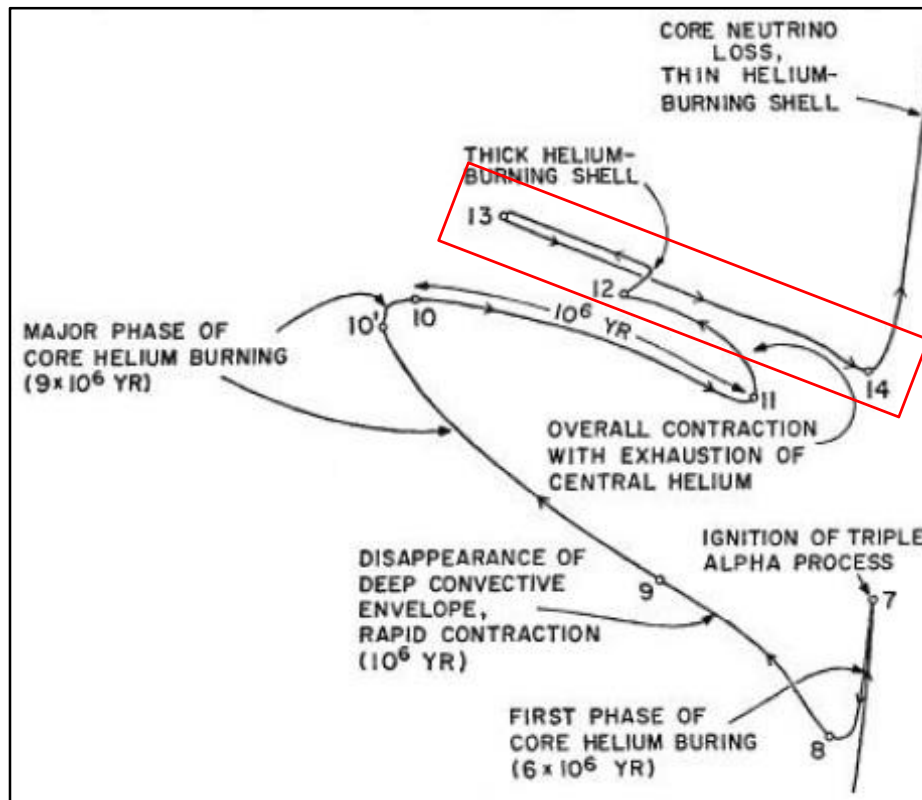 CORE NEUTRINO
LOSS,
THIN HELIUM-
BURNING SHELL
THICK HELIUM-
BURNING SHELL
13
12
10
10'
10⁶ YR
MAJOR PHASE OF
CORE HELIUM BURNING
(9×10⁶ YR)
11
14
OVERALL CONTRACTION
WITH EXHAUSTION OF
CENTRAL HELIUM
IGNITION OF TRIPLE
ALPHA PROCESS
7
DISAPPEARANCE OF
DEEP CONVECTIVE
ENVELOPE,
RAPID CONTRACTION
(10⁶ YR)
9
FIRST PHASE OF
CORE HELIUM BURING
(6×10⁶ YR)
8